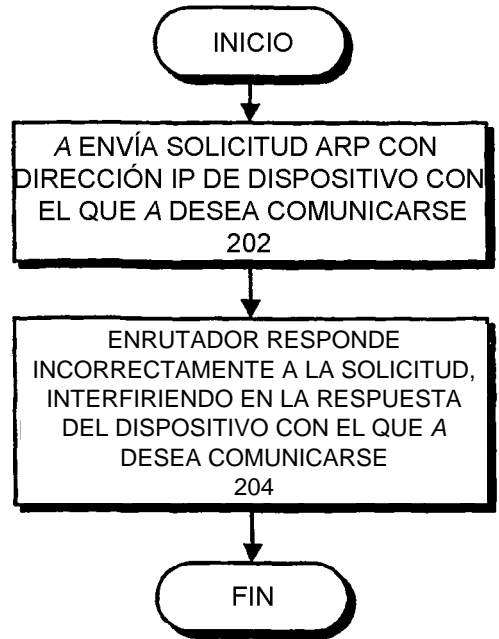 INICIO
A ENVÍA SOLICITUD ARP CON
DIRECCIÓN IP DE DISPOSITIVO CON
EL QUE A DESEA COMUNICARSE
202
ENRUTADOR RESPONDE
INCORRECTAMENTE A LA SOLICITUD,
INTERFIRIENDO EN LA RESPUESTA
DEL DISPOSITIVO CON EL QUE A
DESEA COMUNICARSE
204
FIN